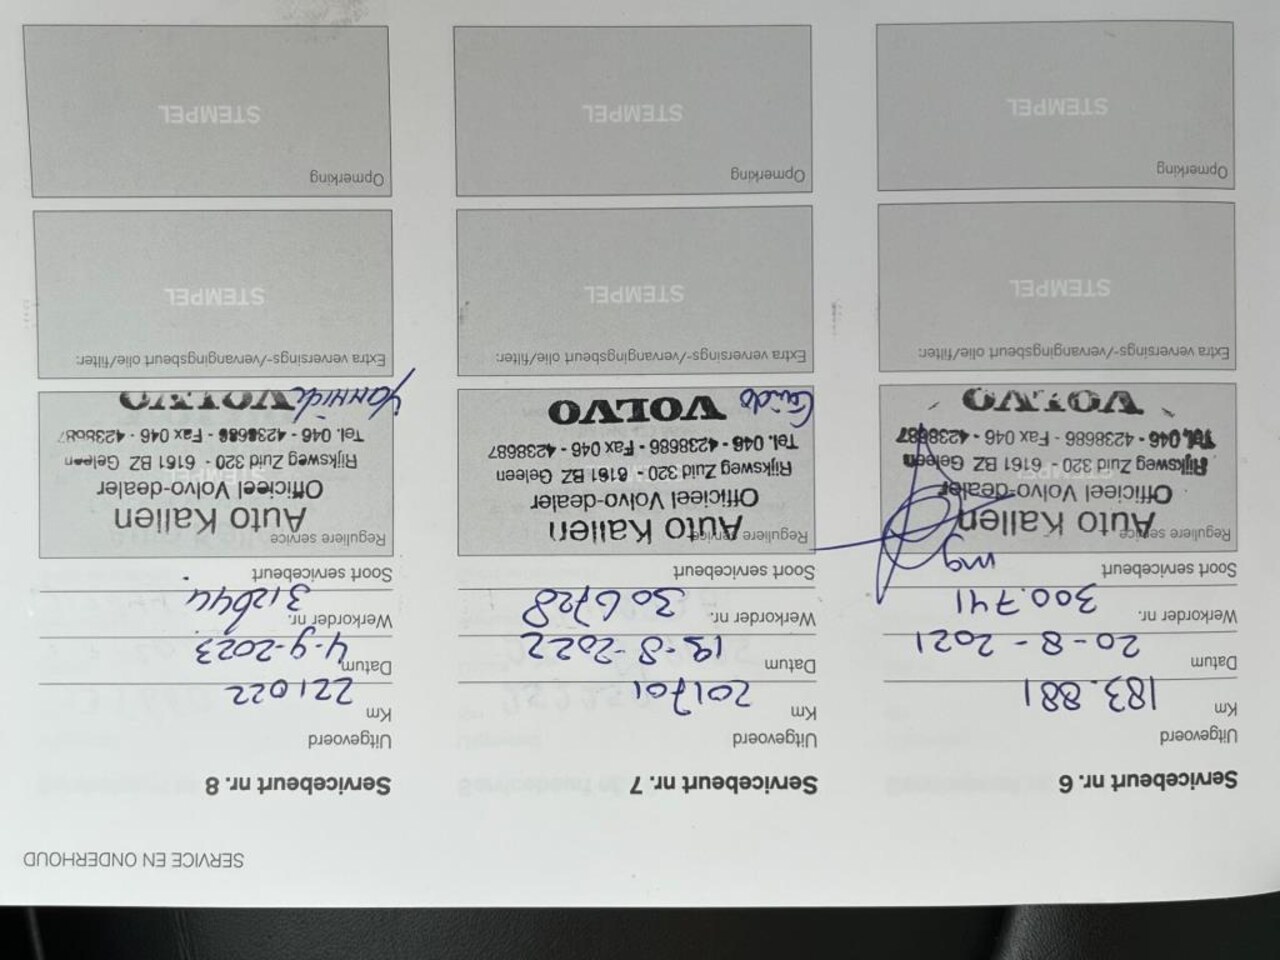 SERVICE EN ONDERHOUD
Servicebeurt nr. 6
Uitgevoerd
Km 183.881
Datum 20-8-2021
Werkorder nr. 300.741
Soort servicebeurt mg
Reguliere service
Auto Kallen
Officieel Volvo-dealer
Rijksweg Zuid 320 - 6161 BZ Geleen
Tel. 046 - 4238686 - Fax 046 - 4238687
VOLVO
Extra verversings-/vervangingsbeurt olie/filter:
STEMPEL
Opmerking
STEMPEL
Servicebeurt nr. 7
Uitgevoerd
Km 201701
Datum 19-8-2022
Werkorder nr. 306728
Soort servicebeurt
Reguliere service
Auto Kallen
Officieel Volvo-dealer
Rijksweg Zuid 320 - 6161 BZ Geleen
Tel. 046 - 4238686 - Fax 046 - 4238687
VOLVO Guido
Extra verversings-/vervangingsbeurt olie/filter:
STEMPEL
Opmerking
STEMPEL
Servicebeurt nr. 8
Uitgevoerd
Km 221022
Datum 4-9-2023
Werkorder nr. 312644
Soort servicebeurt
Reguliere service
Auto Kallen
Officieel Volvo-dealer
Rijksweg Zuid 320 - 6161 BZ Geleen
Tel. 046 - 4238686 - Fax 046 - 4238687
VOLVO Yannick
Extra verversings-/vervangingsbeurt olie/filter:
STEMPEL
Opmerking
STEMPEL